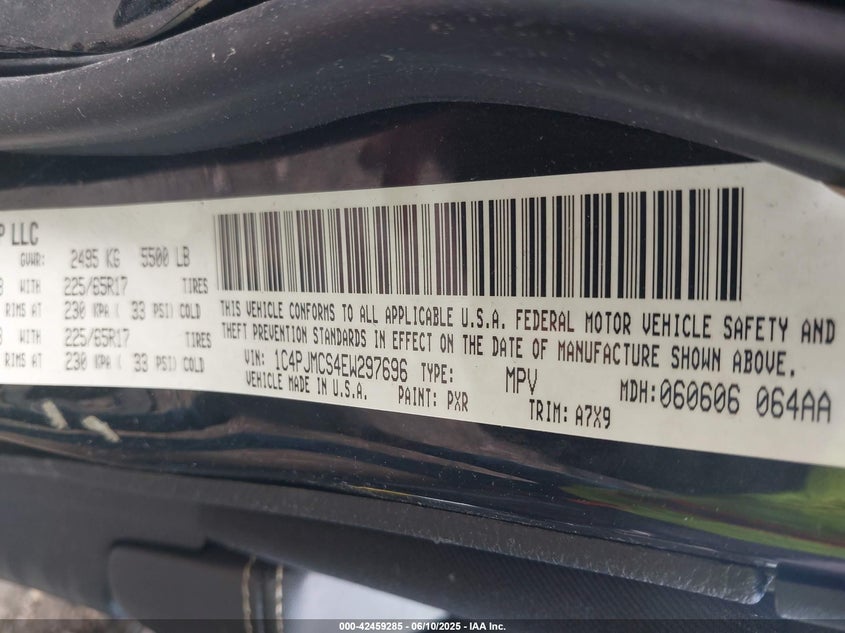 P LLC
GVWR: 2495 KG 5500 LB
WITH 225/65R17 TIRES
RIMS AT 230 KPA ( 33 PSI) COLD
WITH 225/65R17 TIRES
RIMS AT 230 KPA ( 33 PSI) COLD
THIS VEHICLE CONFORMS TO ALL APPLICABLE U.S.A. FEDERAL MOTOR VEHICLE SAFETY AND
THEFT PREVENTION STANDARDS IN EFFECT ON THE DATE OF MANUFACTURE SHOWN ABOVE.
VIN: 1C4PJMCS4EW297696 TYPE: MPV MDH:060606 064AA
VEHICLE MADE IN U.S.A. PAINT: PXR TRIM: A7X9
000-42459285 - 06/10/2025 - IAA Inc.